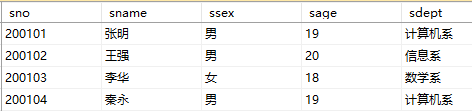 sno sname ssex sage sdept
200101 张明 男 19 计算机系
200102 王强 男 20 信息系
200103 李华 女 18 数学系
200104 秦永 男 19 计算机系